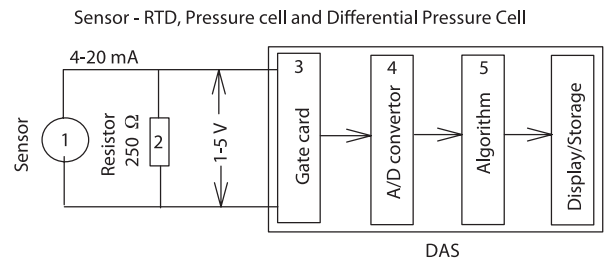 Sensor - RTD, Pressure cell and Differential Pressure Cell
4-20 mA
Sensor
1
Resistor
250 Ω
2
1-5 V
3
Gate card
4
A/D convertor
5
Algorithm
Display/Storage
DAS